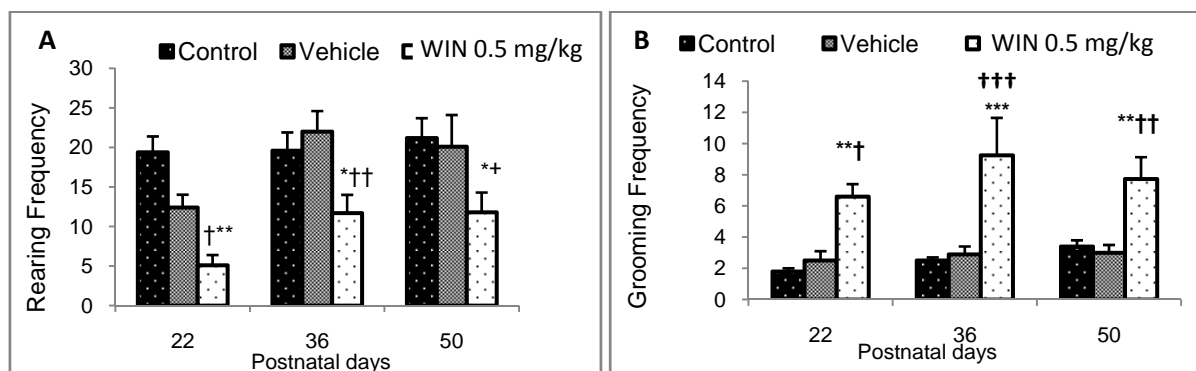 A
Control Vehicle WIN 0.5 mg/kg
Rearing Frequency
30
25
20
15
10
5
0
†**
*††
*+
22 36 50
Postnatal days
B
Control Vehicle WIN 0.5 mg/kg
Grooming Frequency
14
12
10
8
6
4
2
0
**†
†††
***
**††
22 36 50
Postnatal days